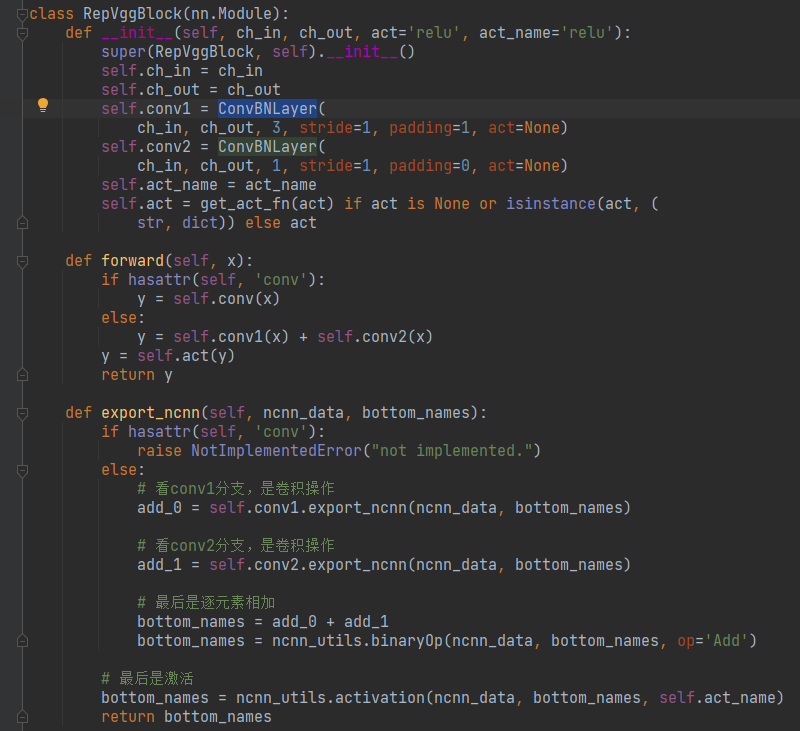 class RepVggBlock(nn.Module):
    def __init__(self, ch_in, ch_out, act='relu', act_name='relu'):
        super(RepVggBlock, self).__init__()
        self.ch_in = ch_in
        self.ch_out = ch_out
        self.conv1 = ConvBNLayer(
            ch_in, ch_out, 3, stride=1, padding=1, act=None)
        self.conv2 = ConvBNLayer(
            ch_in, ch_out, 1, stride=1, padding=0, act=None)
        self.act_name = act_name
        self.act = get_act_fn(act) if act is None or isinstance(act, (
            str, dict)) else act
    def forward(self, x):
        if hasattr(self, 'conv'):
            y = self.conv(x)
        else:
            y = self.conv1(x) + self.conv2(x)
        y = self.act(y)
        return y
    def export_ncnn(self, ncnn_data, bottom_names):
        if hasattr(self, 'conv'):
            raise NotImplementedError("not implemented.")
        else:
            # 看conv1分支，是卷积操作
            add_0 = self.conv1.export_ncnn(ncnn_data, bottom_names)
            # 看conv2分支，是卷积操作
            add_1 = self.conv2.export_ncnn(ncnn_data, bottom_names)
            # 最后是逐元素相加
            bottom_names = add_0 + add_1
            bottom_names = ncnn_utils.binaryOp(ncnn_data, bottom_names, op='Add')
        # 最后是激活
        bottom_names = ncnn_utils.activation(ncnn_data, bottom_names, self.act_name)
        return bottom_names